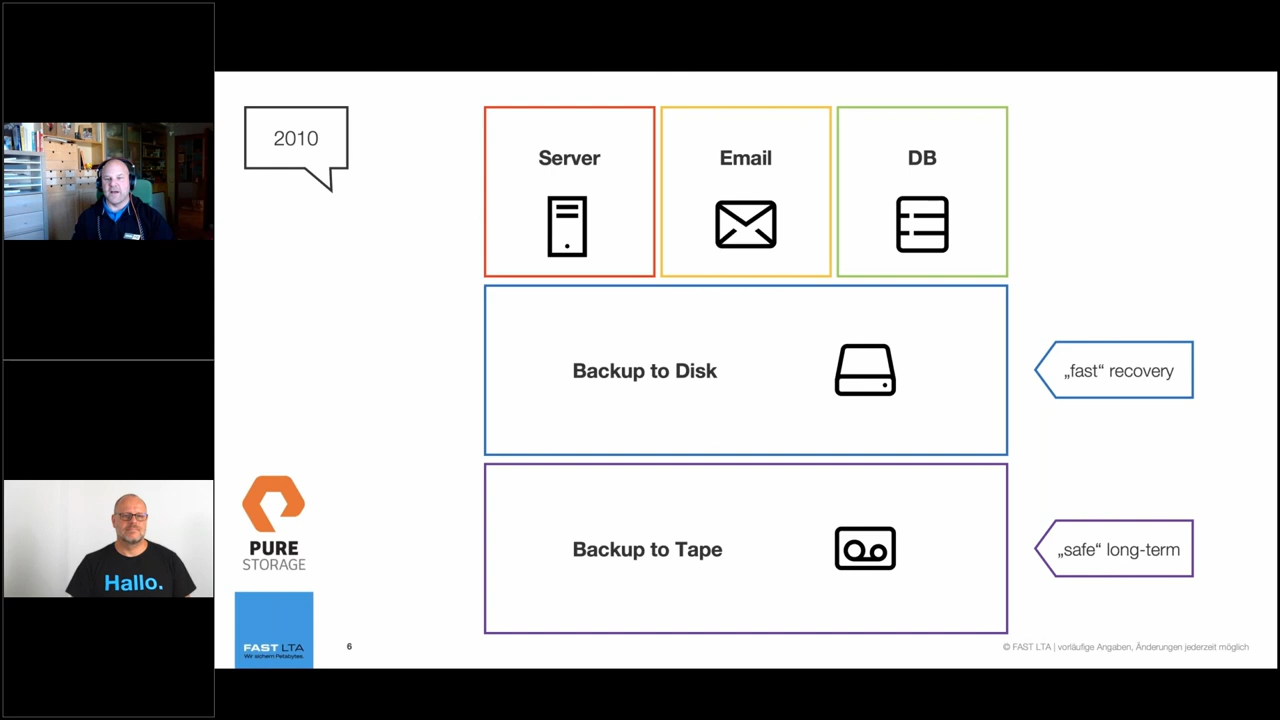 2010
Server
Email
DB
Backup to Disk
„fast“ recovery
Backup to Tape
„safe“ long-term
PURE
STORAGE
Hallo.
FAST LTA
Wir sichern Petabytes.
6
© FAST LTA | vorläufige Angaben, Änderungen jederzeit möglich